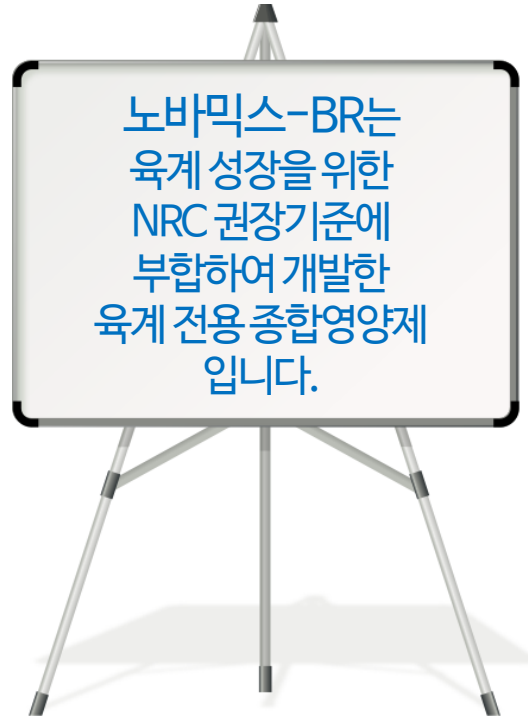 노바믹스-BR는
육계 성장을 위한
NRC 권장기준에
부합하여 개발한
육계 전용 종합영양제
입니다.